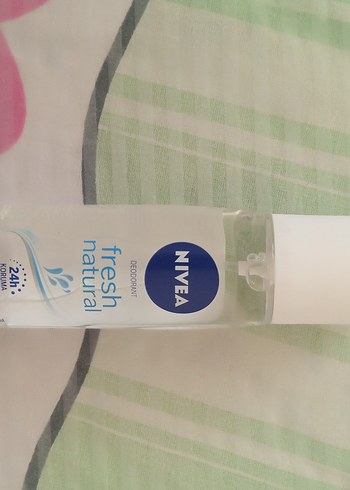 NIVEA
DEODORANT
fresh
natural
24h
KORUMA